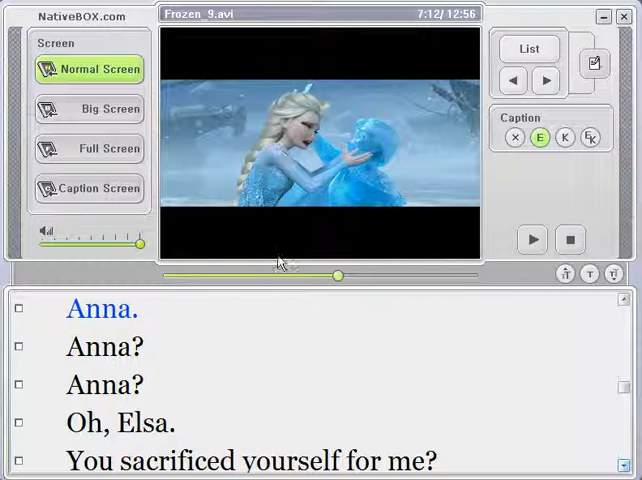 NativeBOX.com
Frozen_9.avi
7:12/ 12:56
Screen
Normal Screen
Big Screen
Full Screen
Caption Screen
List
Caption
E
K
EK
T
T
T
Anna.
Anna?
Anna?
Oh, Elsa.
You sacrificed yourself for me?